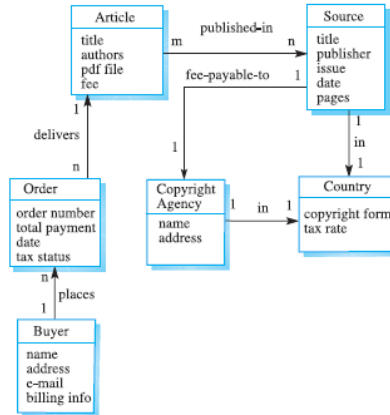 Article
title
authors
pdf file
fee
m
published-in
n
Source
title
publisher
issue
date
pages
fee-payable-to
1
1
1
in
1
1
delivers
n
Order
order number
total payment
date
tax status
Copyright
Agency
name
address
1
in
1
Country
copyright form
tax rate
n
places
1
Buyer
name
address
e-mail
billing info